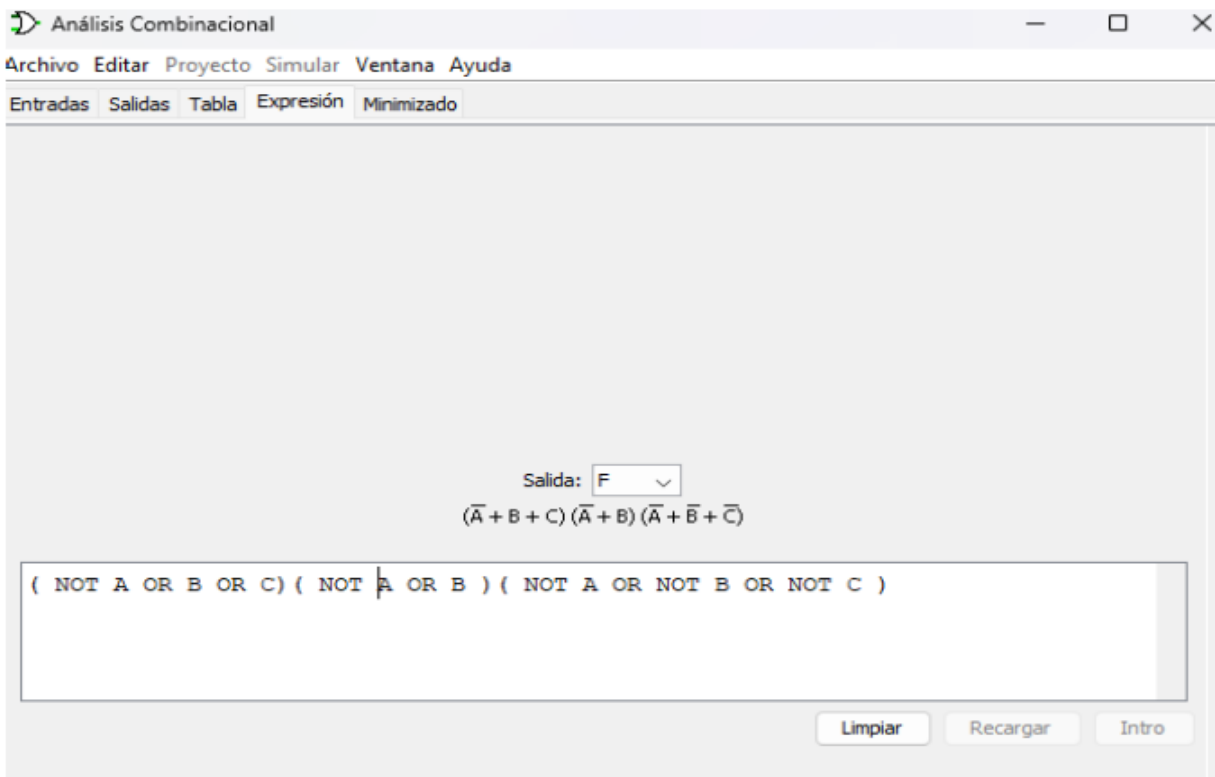 Análisis Combinacional
Archivo Editar Proyecto Simular Ventana Ayuda
Entradas Salidas Tabla Expresión Minimizado
Salida: F
(A̅ + B + C) (A̅ + B) (A̅ + B̅ + C̅)
( NOT A OR B OR C)( NOT A OR B )( NOT A OR NOT B OR NOT C )
Limpiar Recargar Intro